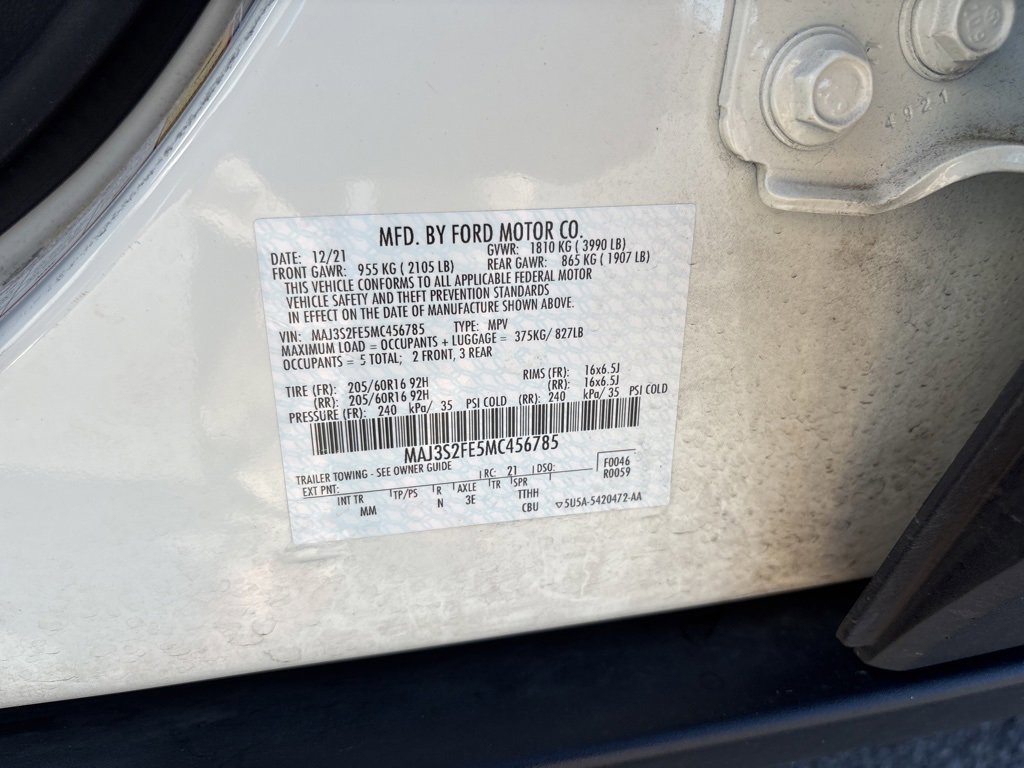 4921
MFD. BY FORD MOTOR CO.
DATE: 12/21 GVWR: 1810 KG ( 3990 LB)
FRONT GAWR: 955 KG ( 2105 LB) REAR GAWR: 865 KG ( 1907 LB)
THIS VEHICLE CONFORMS TO ALL APPLICABLE FEDERAL MOTOR
VEHICLE SAFETY AND THEFT PREVENTION STANDARDS
IN EFFECT ON THE DATE OF MANUFACTURE SHOWN ABOVE.
VIN: MAJ3S2FE5MC456785 TYPE: MPV
MAXIMUM LOAD = OCCUPANTS + LUGGAGE = 375KG/ 827LB
OCCUPANTS = 5 TOTAL; 2 FRONT, 3 REAR
TIRE (FR): 205/60R16 92H RIMS (FR): 16x6.5J
(RR): 205/60R16 92H (RR): 16x6.5J
PRESSURE (FR): 240 kPa/ 35 PSI COLD (RR): 240 kPa/ 35 PSI COLD
MAJ3S2FE5MC456785
TRAILER TOWING - SEE OWNER GUIDE
EXT PNT: RC: 21 DSO: F0046
R0059
INT TR TP/PS R AXLE TR SPR
MM N 3E TTHH
CBU 5U5A-5420472-AA